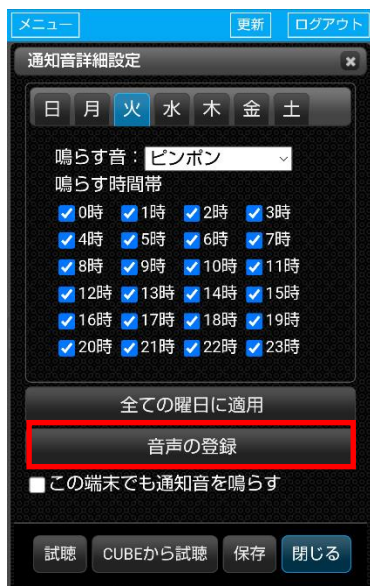 メニュー 更新 ログアウト
通知音詳細設定
日 月 火 水 木 金 土
鳴らす音：ピンポン
鳴らす時間帯
0時 1時 2時 3時
4時 5時 6時 7時
8時 9時 10時 11時
12時 13時 14時 15時
16時 17時 18時 19時
20時 21時 22時 23時
全ての曜日に適用
音声の登録
この端末でも通知音を鳴らす
試聴 CUBEから試聴 保存 閉じる